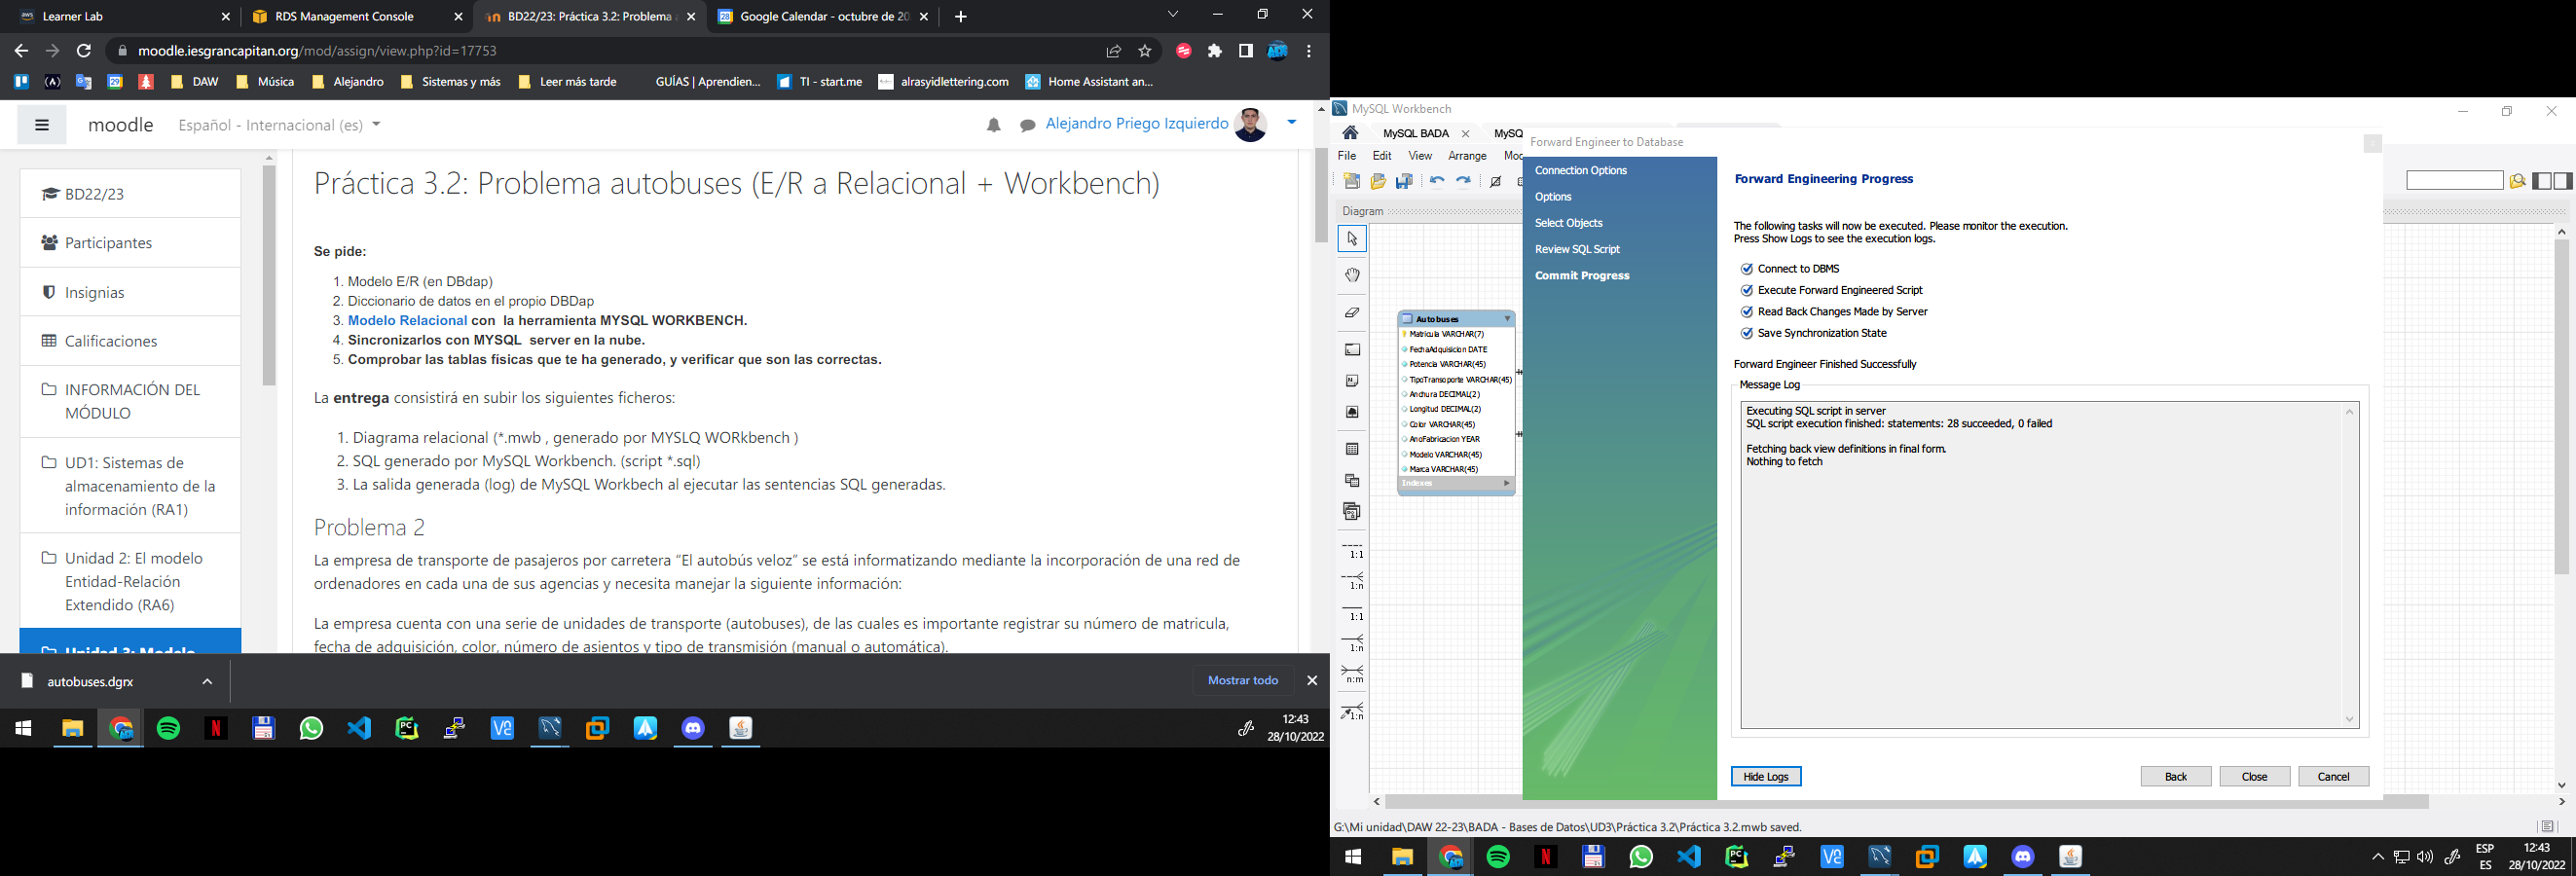 Learner Lab
RDS Management Console
BD22/23: Práctica 3.2: Problema
Google Calendar - octubre de 20
moodle.iesgrancapitan.org/mod/assign/view.php?id=17753
DAW
Música
Alejandro
Sistemas y más
Leer más tarde
GUÍAS | Aprendien...
TI - start.me
alrasyidlettering.com
Home Assistant an...
moodle
Español - Internacional (es)
Alejandro Priego Izquierdo
BD22/23
Participantes
Insignias
Calificaciones
INFORMACIÓN DEL
MÓDULO
UD1: Sistemas de
almacenamiento de la
información (RA1)
Unidad 2: El modelo
Entidad-Relación
Extendido (RA6)
Unidad 3: Modelo
Práctica 3.2: Problema autobuses (E/R a Relacional + Workbench)
Se pide:
1. Modelo E/R (en DBdap)
2. Diccionario de datos en el propio DBDap
3. Modelo Relacional con la herramienta MYSQL WORKBENCH.
4. Sincronizarlos con MYSQL server en la nube.
5. Comprobar las tablas físicas que te ha generado, y verificar que son las correctas.
La entrega consistirá en subir los siguientes ficheros:
1. Diagrama relacional (*.mwb , generado por MYSLQ WORkbench )
2. SQL generado por MySQL Workbench. (script *.sql)
3. La salida generada (log) de MySQL Workbech al ejecutar las sentencias SQL generadas.
Problema 2
La empresa de transporte de pasajeros por carretera “El autobús veloz” se está informatizando mediante la incorporación de una red de
ordenadores en cada una de sus agencias y necesita manejar la siguiente información:
La empresa cuenta con una serie de unidades de transporte (autobuses), de las cuales es importante registrar su número de matricula,
fecha de adquisición, color, número de asientos y tipo de transmisión (manual o automática).
autobuses.dgrx
Mostrar todo
12:43
28/10/2022
MySQL Workbench
MySQL BADA
MySQ
File
Edit
View
Arrange
Moc
Diagram
Autobuses
Matricula VARCHAR(7)
FechaAdquisicion DATE
Potencia VARCHAR(45)
TipoTransporte VARCHAR(45)
Anchura DECIMAL(2)
Longitud DECIMAL(2)
Color VARCHAR(45)
AnoFabricacion YEAR
Modelo VARCHAR(45)
Marca VARCHAR(45)
Indexes
1:1
1:n
1:1
1:n
n:m
1:n
Forward Engineer to Database
Connection Options
Options
Select Objects
Review SQL Script
Commit Progress
Forward Engineering Progress
The following tasks will now be executed. Please monitor the execution.
Press Show Logs to see the execution logs.
Connect to DBMS
Execute Forward Engineered Script
Read Back Changes Made by Server
Save Synchronization State
Forward Engineer Finished Successfully
Message Log
Executing SQL script in server
SQL script execution finished: statements: 28 succeeded, 0 failed
Fetching back view definitions in final form.
Nothing to fetch
Hide Logs
Back
Close
Cancel
G:\Mi unidad\DAW 22-23\BADA - Bases de Datos\UD3\Práctica 3.2\Práctica 3.2.mwb saved.
ESP
ES
12:43
28/10/2022